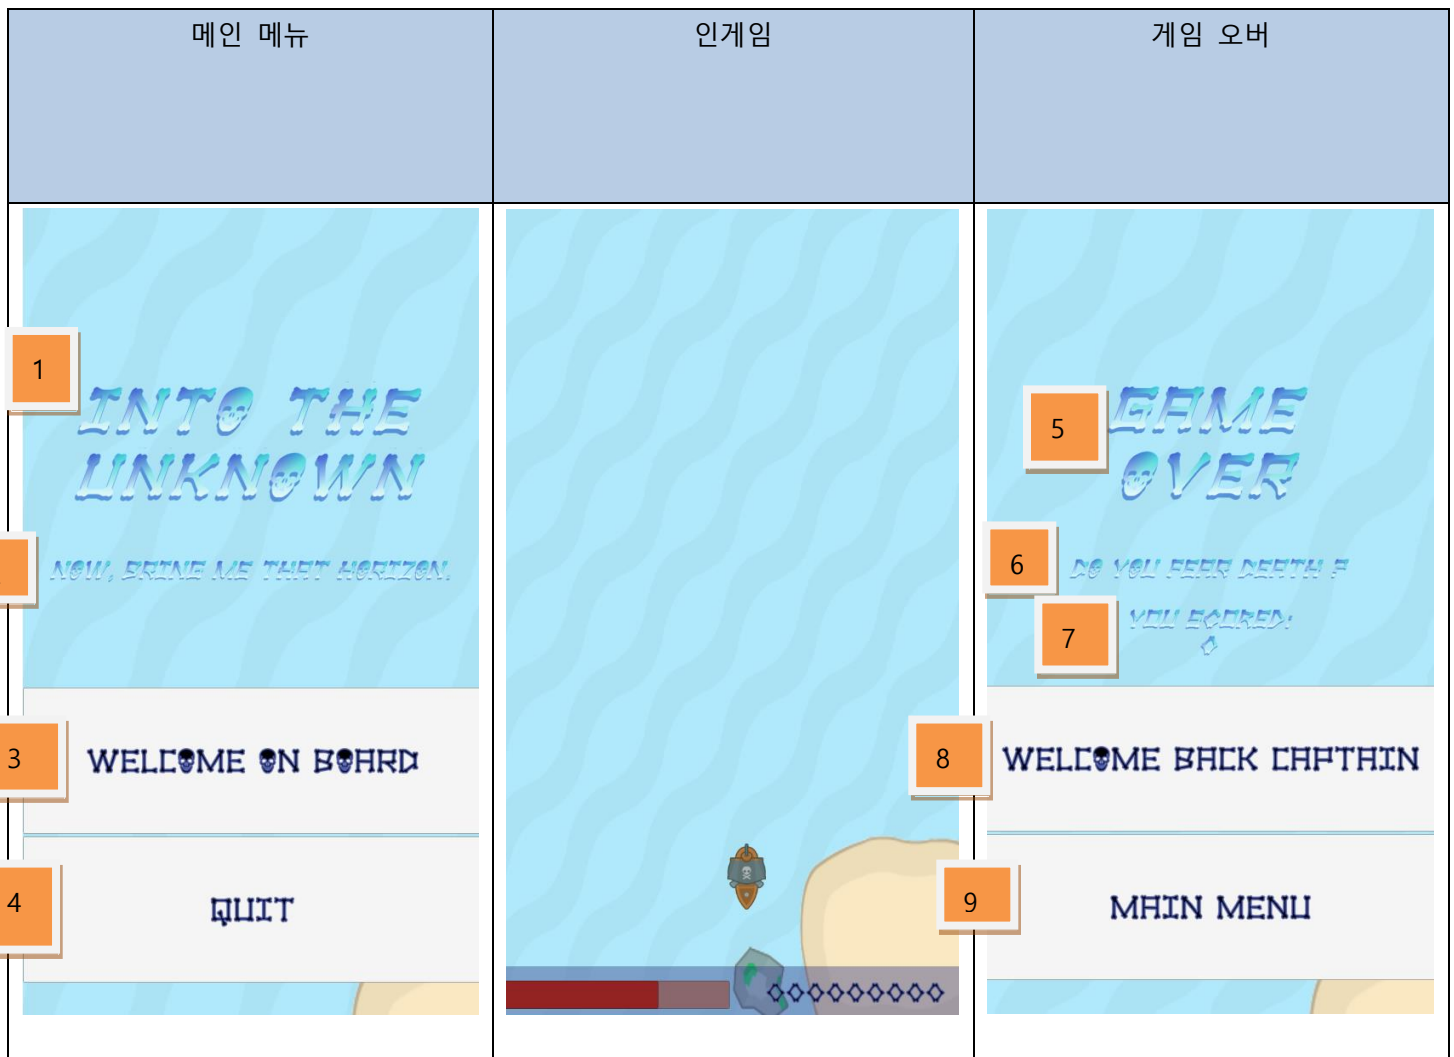 메인 메뉴
인게임
게임 오버
1
INTO THE
UNKNOWN
NOW, BRING ME THAT HORIZON.
3
WELCOME ON BOARD
4
QUIT
5
GAME
OVER
6
DO YOU FEAR DEATH ?
7
YOU SCORED:
8
WELCOME BACK CAPTAIN
9
MAIN MENU